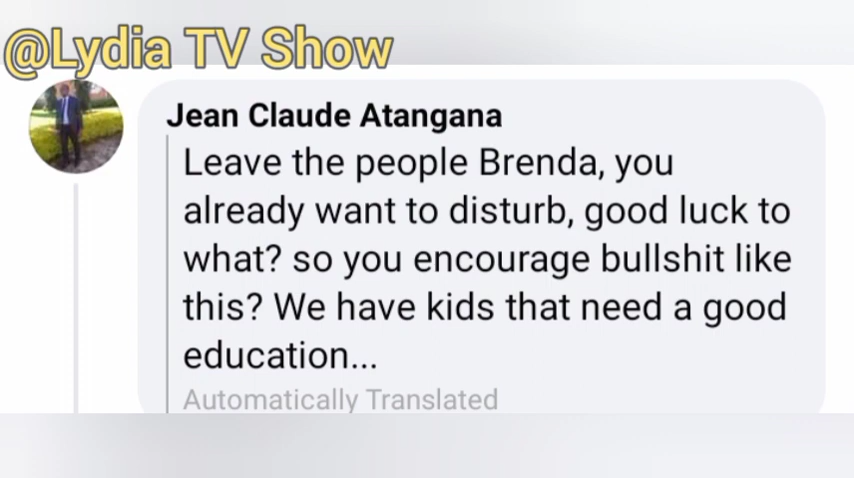 @Lydia TV Show
Jean Claude Atangana
Leave the people Brenda, you
already want to disturb, good luck to
what? so you encourage bullshit like
this? We have kids that need a good
education...
Automatically Translated